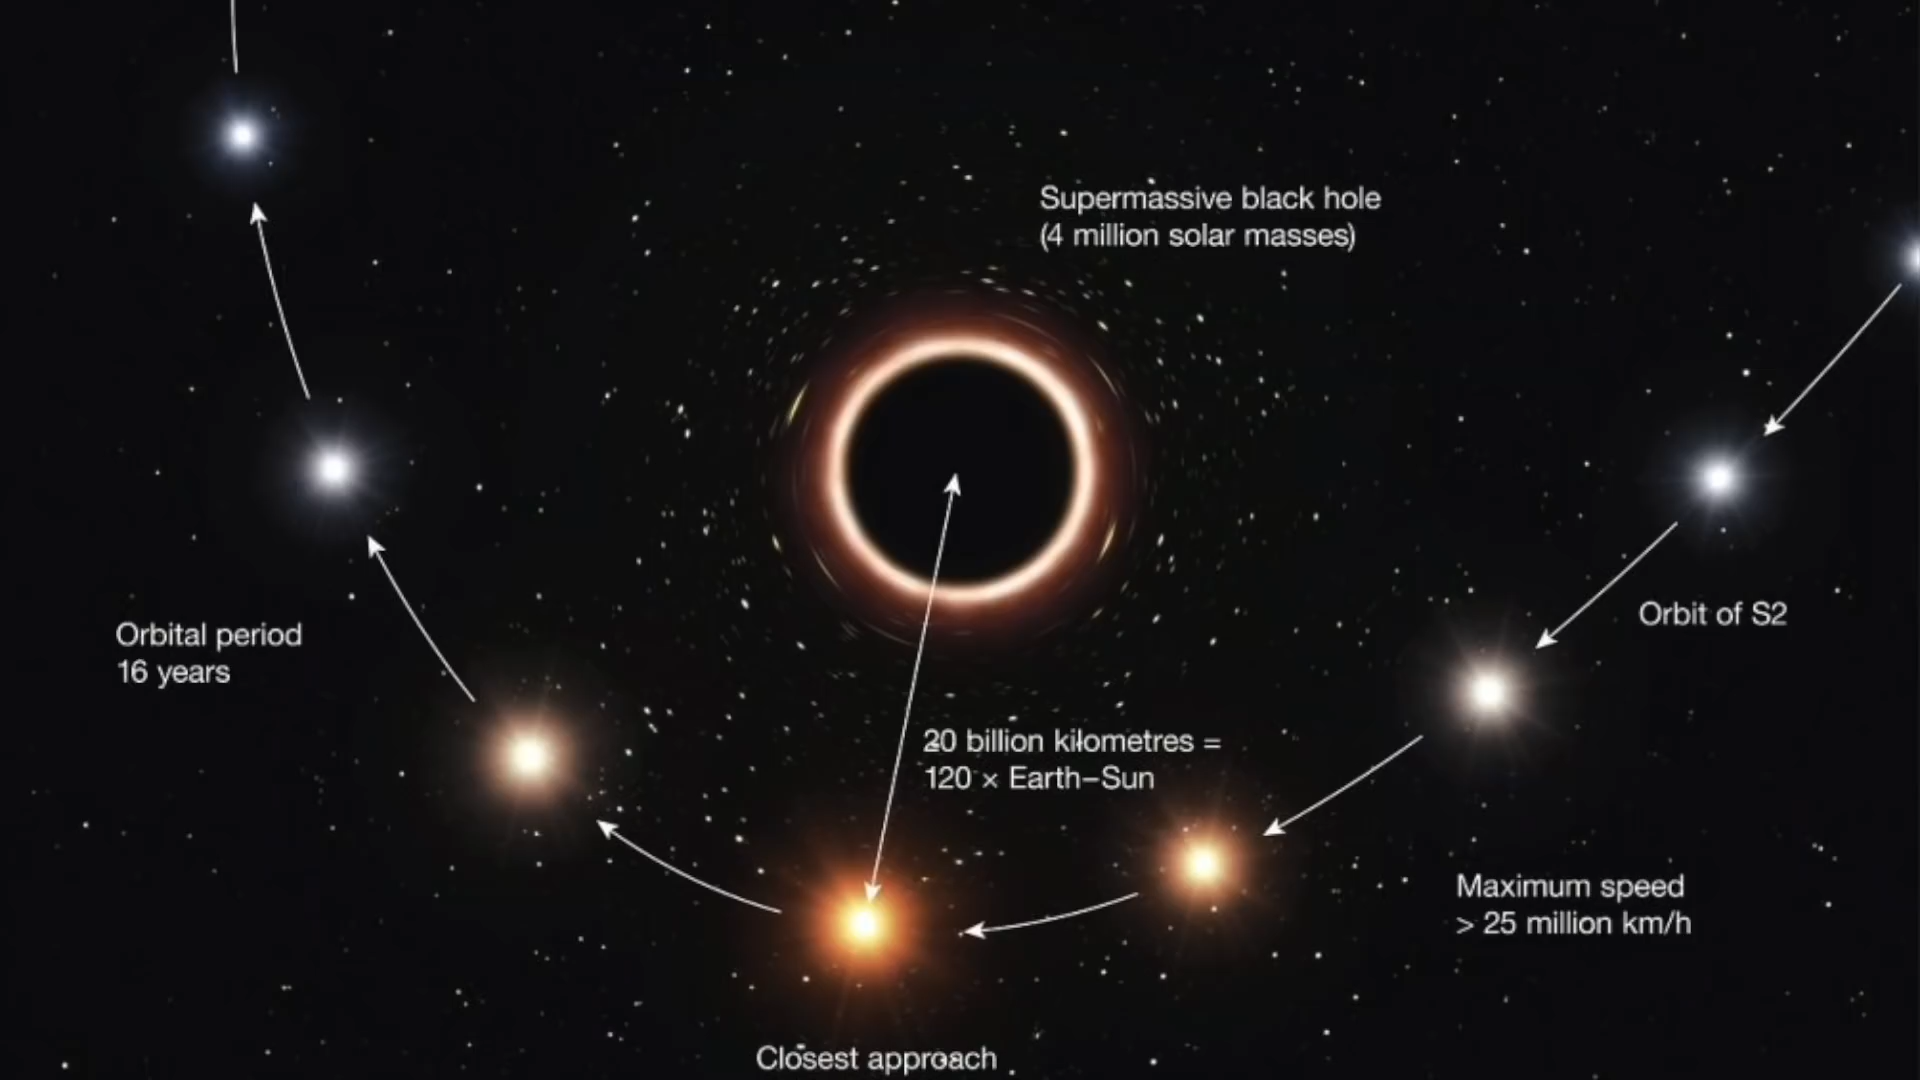 Supermassive black hole
(4 million solar masses)
Orbit of S2
Orbital period
16 years
20 billion kilometres =
120 × Earth–Sun
Maximum speed
> 25 million km/h
Closest approach